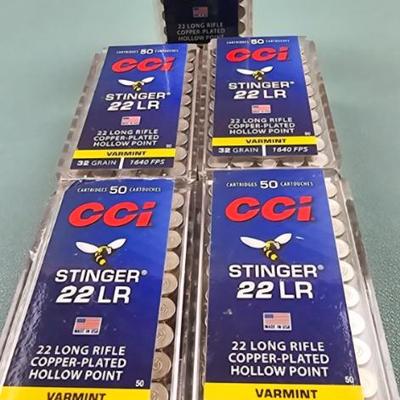 22 LONG RIFLE
COPPER-PLATED
HOLLOW POINT
CARTRIDGES 50 CARTOUCHES
CCI
STINGER®
22 LR
22 LONG RIFLE
COPPER-PLATED
HOLLOW POINT
50
VARMINT
32 GRAIN 1640 FPS
CARTRIDGES 50 CARTOUCHES
CCI
STINGER®
22 LR
22 LONG RIFLE
COPPER-PLATED
HOLLOW POINT
50
VARMINT
32 GRAIN 1640 FPS
CARTRIDGES 50 CARTOUCHES
CCI
STINGER®
22 LR
MADE IN USA
22 LONG RIFLE
COPPER-PLATED
HOLLOW POINT
50
VARMINT
CARTRIDGES 50 CARTOUCHES
CCI
STINGER®
22 LR
MADE IN USA
22 LONG RIFLE
COPPER-PLATED
HOLLOW POINT
50
VARMINT